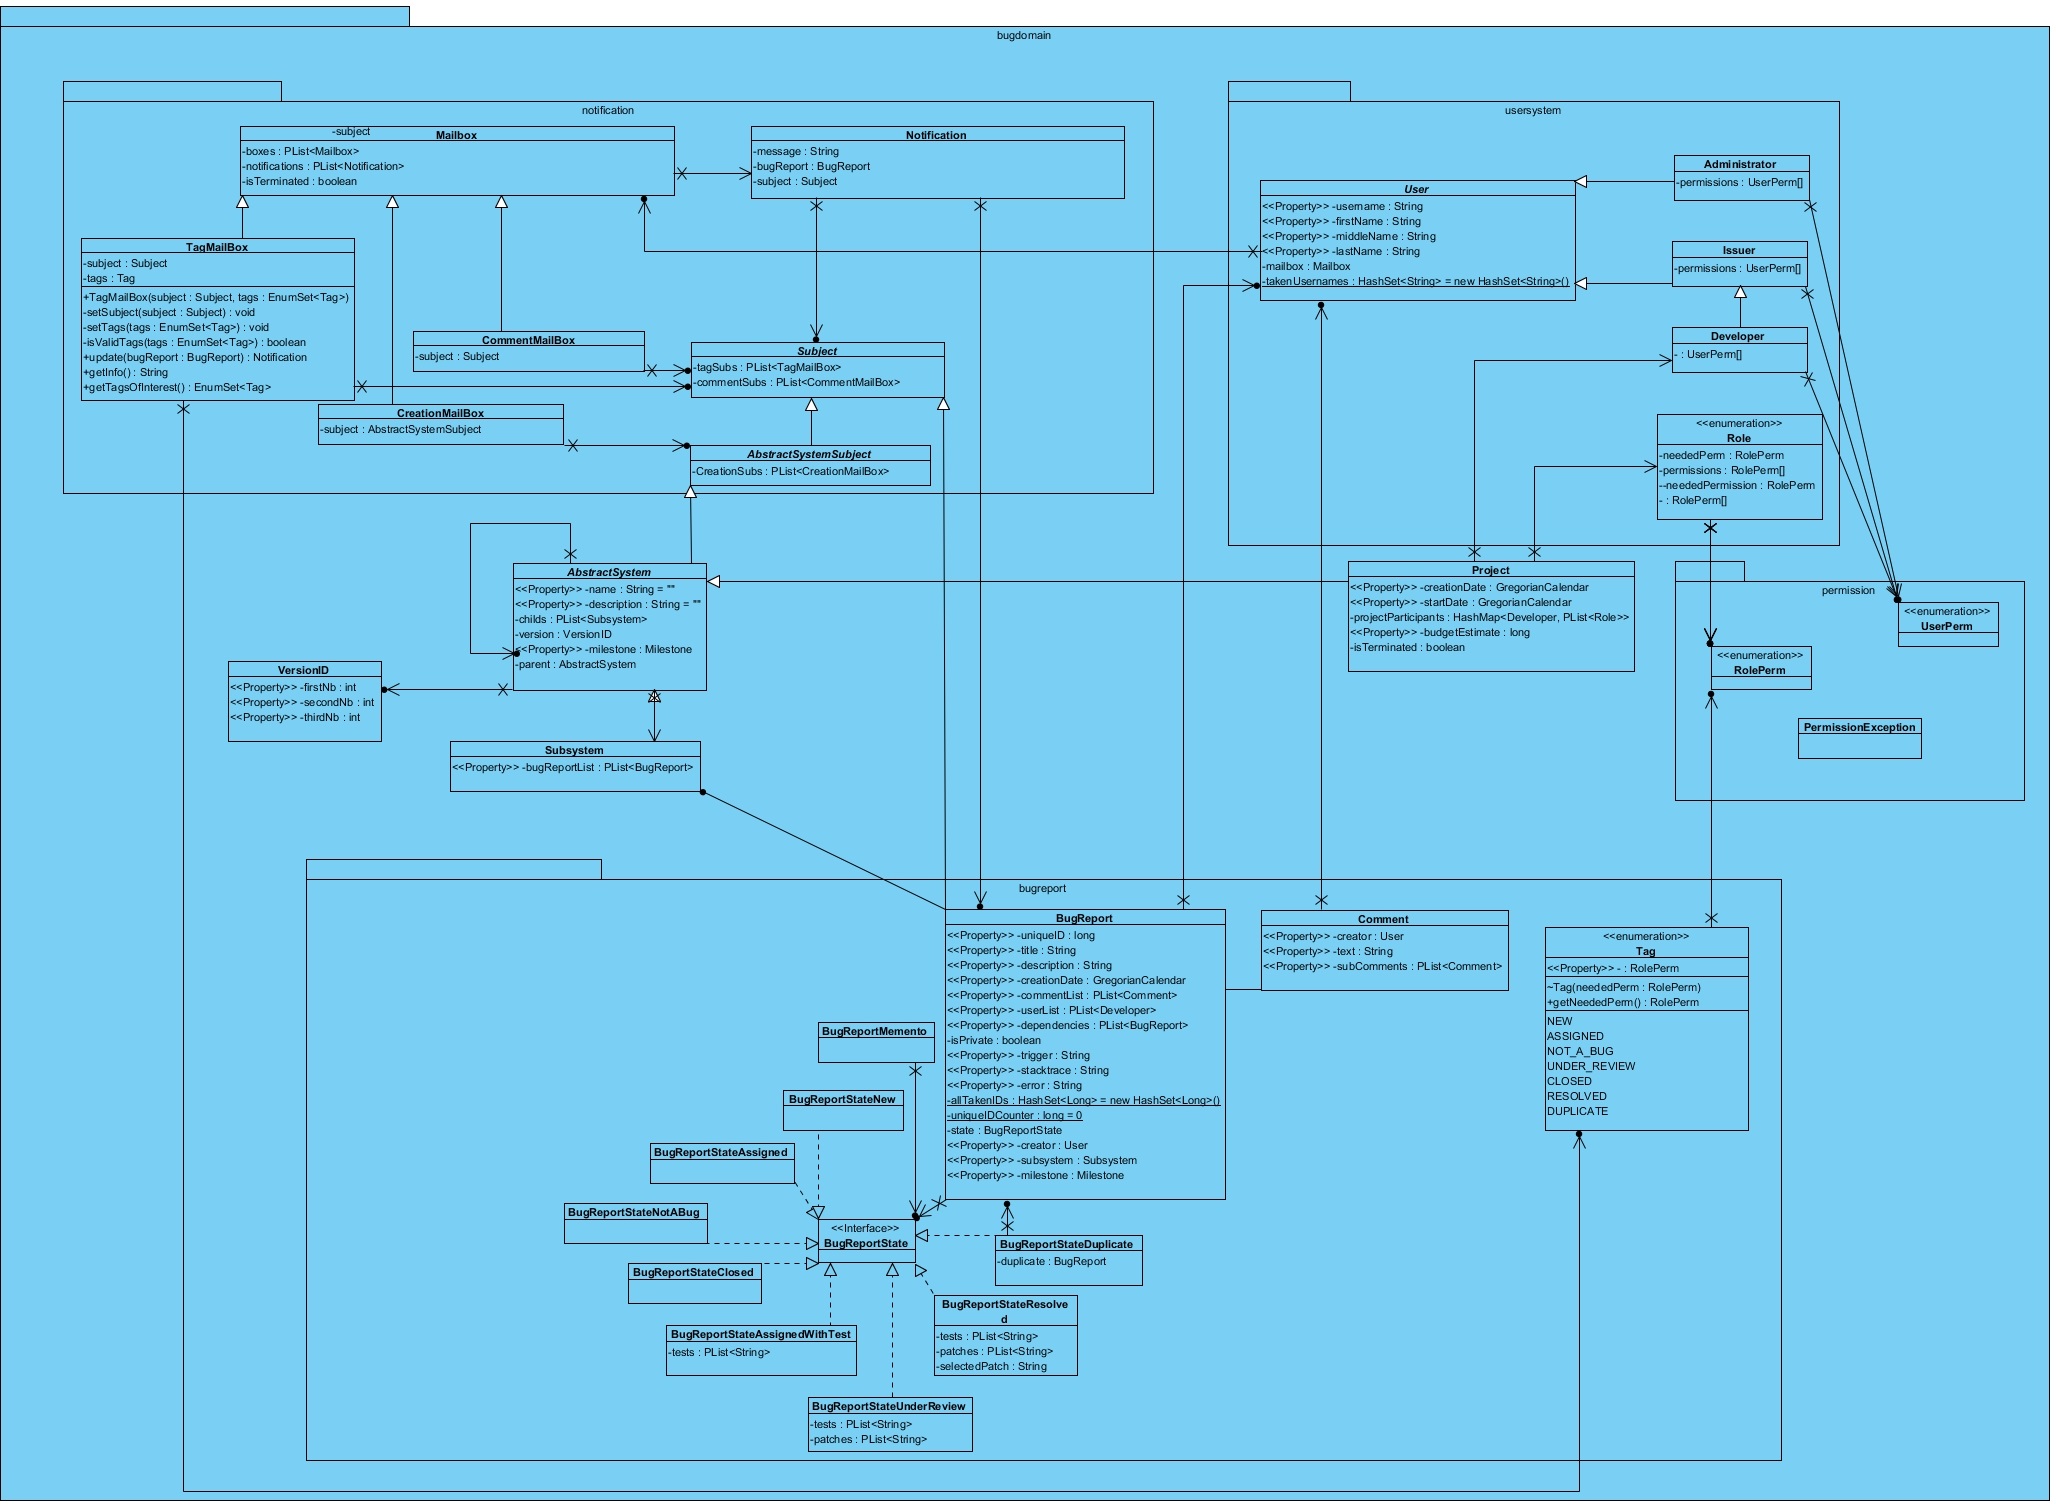 bugdomain
notification
-subject
Mailbox
-boxes : PList<Mailbox>
-notifications : PList<Notification>
-isTerminated : boolean
Notification
-message : String
-bugReport : BugReport
-subject : Subject
TagMailBox
-subject : Subject
-tags : Tag
+TagMailBox(subject : Subject, tags : EnumSet<Tag>)
-setSubject(subject : Subject) : void
-setTags(tags : EnumSet<Tag>) : void
-isValidTags(tags : EnumSet<Tag>) : boolean
+update(bugReport : BugReport) : Notification
+getInfo() : String
+getTagsOfInterest() : EnumSet<Tag>
CommentMailBox
-subject : Subject
Subject
-tagSubs : PList<TagMailBox>
-commentSubs : PList<CommentMailBox>
CreationMailBox
-subject : AbstractSystemSubject
AbstractSystemSubject
-CreationSubs : PList<CreationMailBox>
usersystem
User
<<Property>> -username : String
<<Property>> -firstName : String
<<Property>> -middleName : String
<<Property>> -lastName : String
-mailbox : Mailbox
-takenUsernames : HashSet<String> = new HashSet<String>()
Administrator
-permissions : UserPerm[]
Issuer
-permissions : UserPerm[]
Developer
- : UserPerm[]
<<enumeration>>
Role
-neededPerm : RolePerm
-permissions : RolePerm[]
--neededPermission : RolePerm
- : RolePerm[]
AbstractSystem
<<Property>> -name : String = ""
<<Property>> -description : String = ""
-childs : PList<Subsystem>
-version : VersionID
<<Property>> -milestone : Milestone
-parent : AbstractSystem
VersionID
<<Property>> -firstNb : int
<<Property>> -secondNb : int
<<Property>> -thirdNb : int
Subsystem
<<Property>> -bugReportList : PList<BugReport>
Project
<<Property>> -creationDate : GregorianCalendar
<<Property>> -startDate : GregorianCalendar
-projectParticipants : HashMap<Developer, PList<Role>>
<<Property>> -budgetEstimate : long
-isTerminated : boolean
permission
<<enumeration>>
UserPerm
<<enumeration>>
RolePerm
PermissionException
bugreport
BugReport
<<Property>> -uniqueID : long
<<Property>> -title : String
<<Property>> -description : String
<<Property>> -creationDate : GregorianCalendar
<<Property>> -commentList : PList<Comment>
<<Property>> -userList : PList<Developer>
<<Property>> -dependencies : PList<BugReport>
-isPrivate : boolean
<<Property>> -trigger : String
<<Property>> -stacktrace : String
<<Property>> -error : String
-allTakenIDs : HashSet<Long> = new HashSet<Long>()
-uniqueIDCounter : long = 0
-state : BugReportState
<<Property>> -creator : User
<<Property>> -subsystem : Subsystem
<<Property>> -milestone : Milestone
Comment
<<Property>> -creator : User
<<Property>> -text : String
<<Property>> -subComments : PList<Comment>
<<enumeration>>
Tag
<<Property>> - : RolePerm
~Tag(neededPerm : RolePerm)
+getNeededPerm() : RolePerm
NEW
ASSIGNED
NOT_A_BUG
UNDER_REVIEW
CLOSED
RESOLVED
DUPLICATE
BugReportMemento
BugReportStateNew
BugReportStateAssigned
BugReportStateNotABug
<<Interface>>
BugReportState
BugReportStateDuplicate
-duplicate : BugReport
BugReportStateClosed
BugReportStateResolve
d
-tests : PList<String>
-patches : PList<String>
-selectedPatch : String
BugReportStateAssignedWithTest
-tests : PList<String>
BugReportStateUnderReview
-tests : PList<String>
-patches : PList<String>